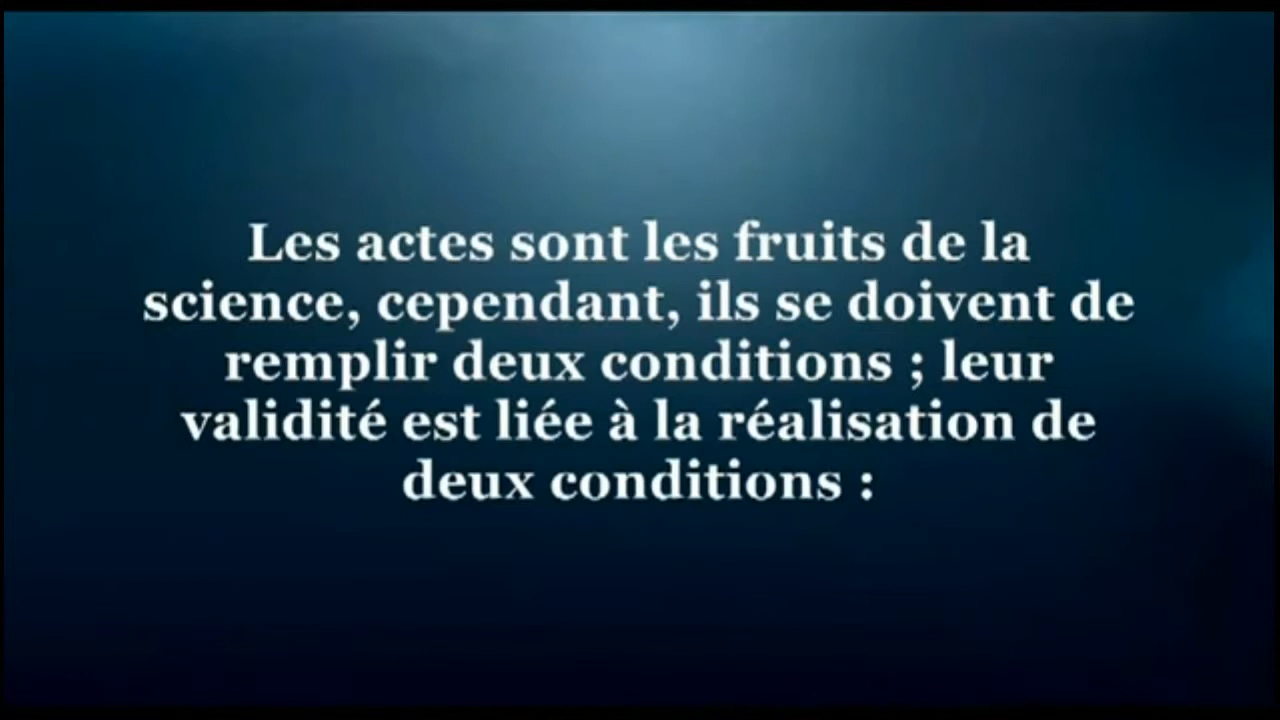 Les actes sont les fruits de la
science, cependant, ils se doivent de
remplir deux conditions ; leur
validité est liée à la réalisation de
deux conditions :